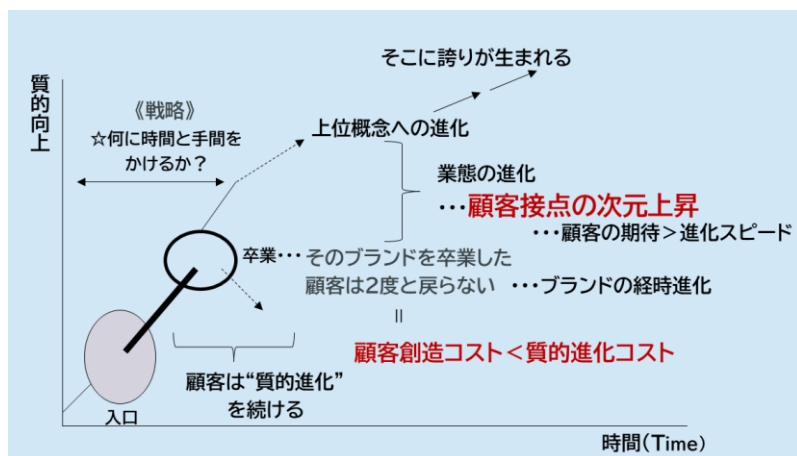 そこに誇りが生まれる
質的向上
《戦略》
☆何に時間と手間を
かけるか？
上位概念への進化
業態の進化
…顧客接点の次元上昇
…顧客の期待＞進化スピード
卒業…そのブランドを卒業した
顧客は2度と戻らない …ブランドの経時進化
＝
顧客創造コスト＜質的進化コスト
顧客は“質的進化”
を続ける
入口
時間(Time)